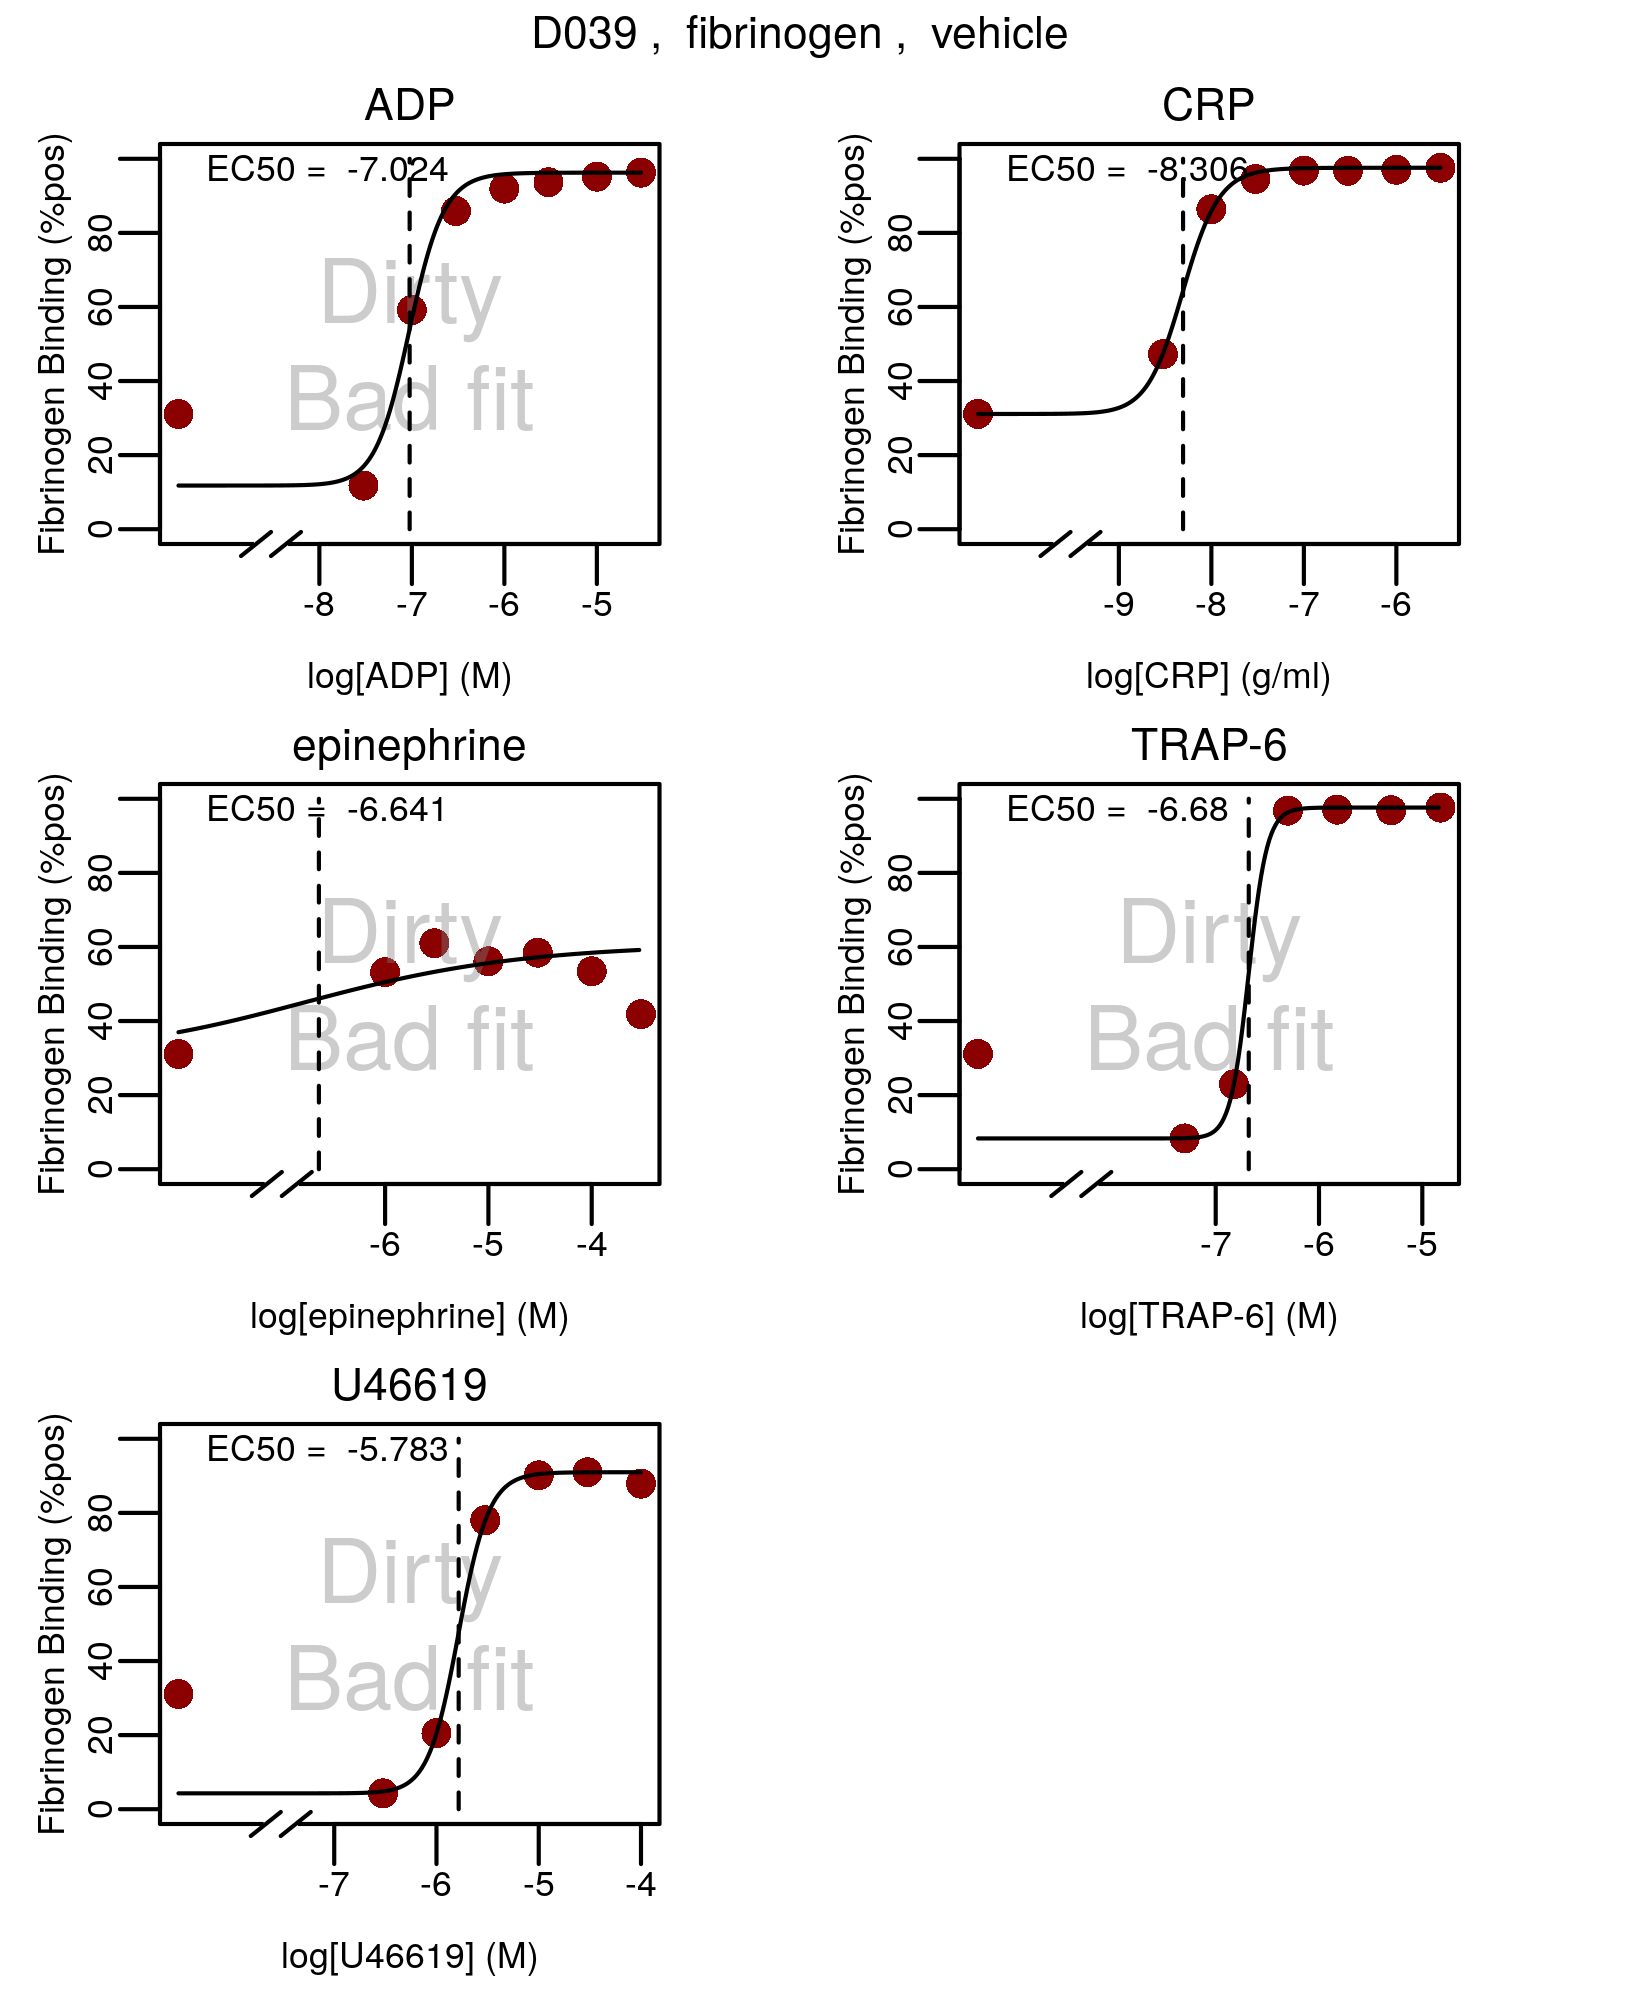 D039 ,  fibrinogen ,  vehicle
ADP
EC50 =  -7.024
Dirty
Bad fit
Fibrinogen Binding (%pos)
0 20 40 60 80
-8 -7 -6 -5
log[ADP] (M)
CRP
EC50 =  -8.306
Fibrinogen Binding (%pos)
0 20 40 60 80
-9 -8 -7 -6
log[CRP] (g/ml)
epinephrine
EC50 =  -6.641
Dirty
Bad fit
Fibrinogen Binding (%pos)
0 20 40 60 80
-6 -5 -4
log[epinephrine] (M)
TRAP-6
EC50 =  -6.68
Dirty
Bad fit
Fibrinogen Binding (%pos)
0 20 40 60 80
-7 -6 -5
log[TRAP-6] (M)
U46619
EC50 =  -5.783
Dirty
Bad fit
Fibrinogen Binding (%pos)
0 20 40 60 80
-7 -6 -5 -4
log[U46619] (M)